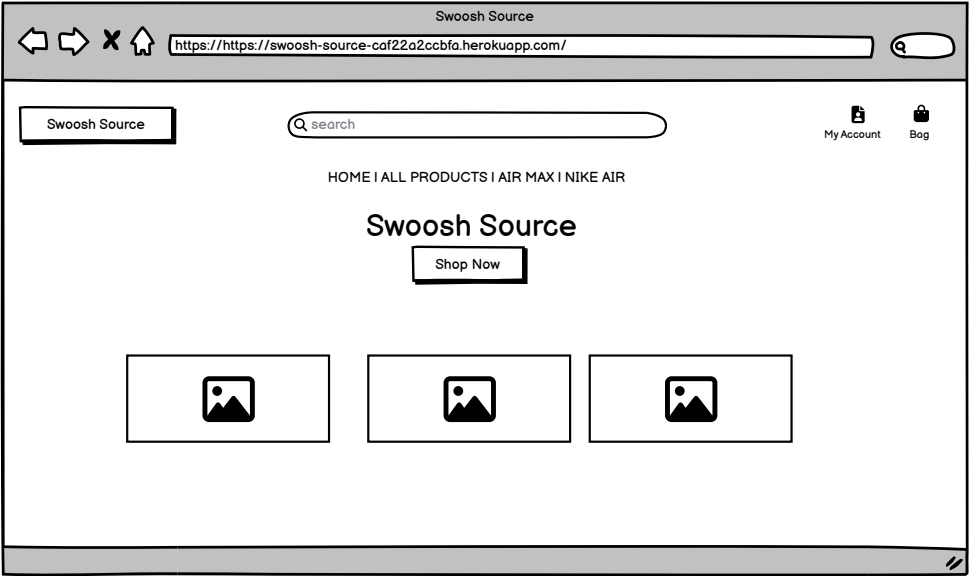 Swoosh Source
https://https://swoosh-source-caf22a2ccbfa.herokuapp.com/
Swoosh Source
search
My Account
Bag
HOME | ALL PRODUCTS | AIR MAX | NIKE AIR
Swoosh Source
Shop Now